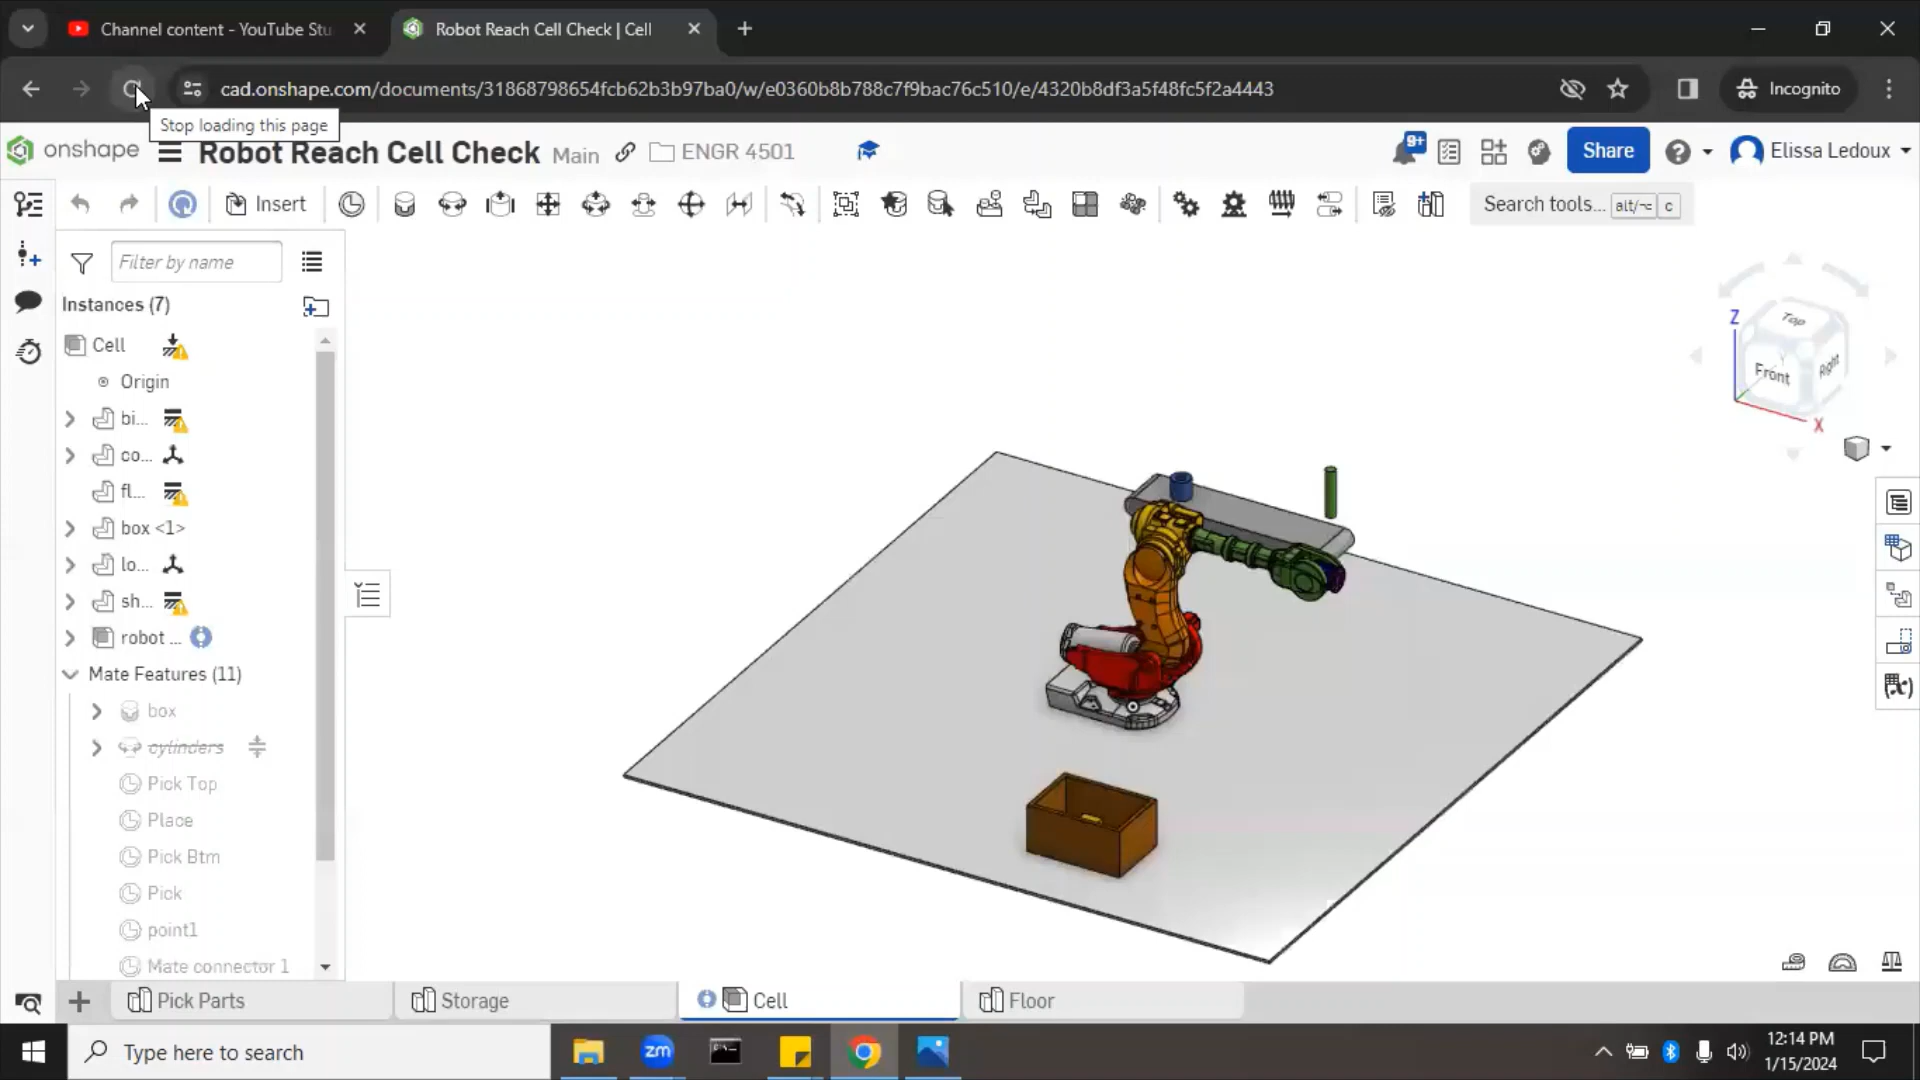 Channel content - YouTube Stu
Robot Reach Cell Check | Cell
cad.onshape.com/documents/31868798654fcb62b3b97ba0/w/e0360b8b788c7f9bac76c510/e/4320b8df3a5f48fc5f2a4443
Incognito
Stop loading this page
onshape
Robot Reach Cell Check
Main
ENGR 4501
9+
Share
Elissa Ledoux
Insert
Search tools... alt/⌥ c
Filter by name
Instances (7)
Cell
Origin
bi...
co...
fl...
box <1>
lo...
sh...
robot ...
Mate Features (11)
box
cylinders
Pick Top
Place
Pick Btm
Pick
point1
Mate connector 1
Z
Top
Front
Right
X
Pick Parts
Storage
Cell
Floor
Type here to search
zm
12:14 PM
1/15/2024